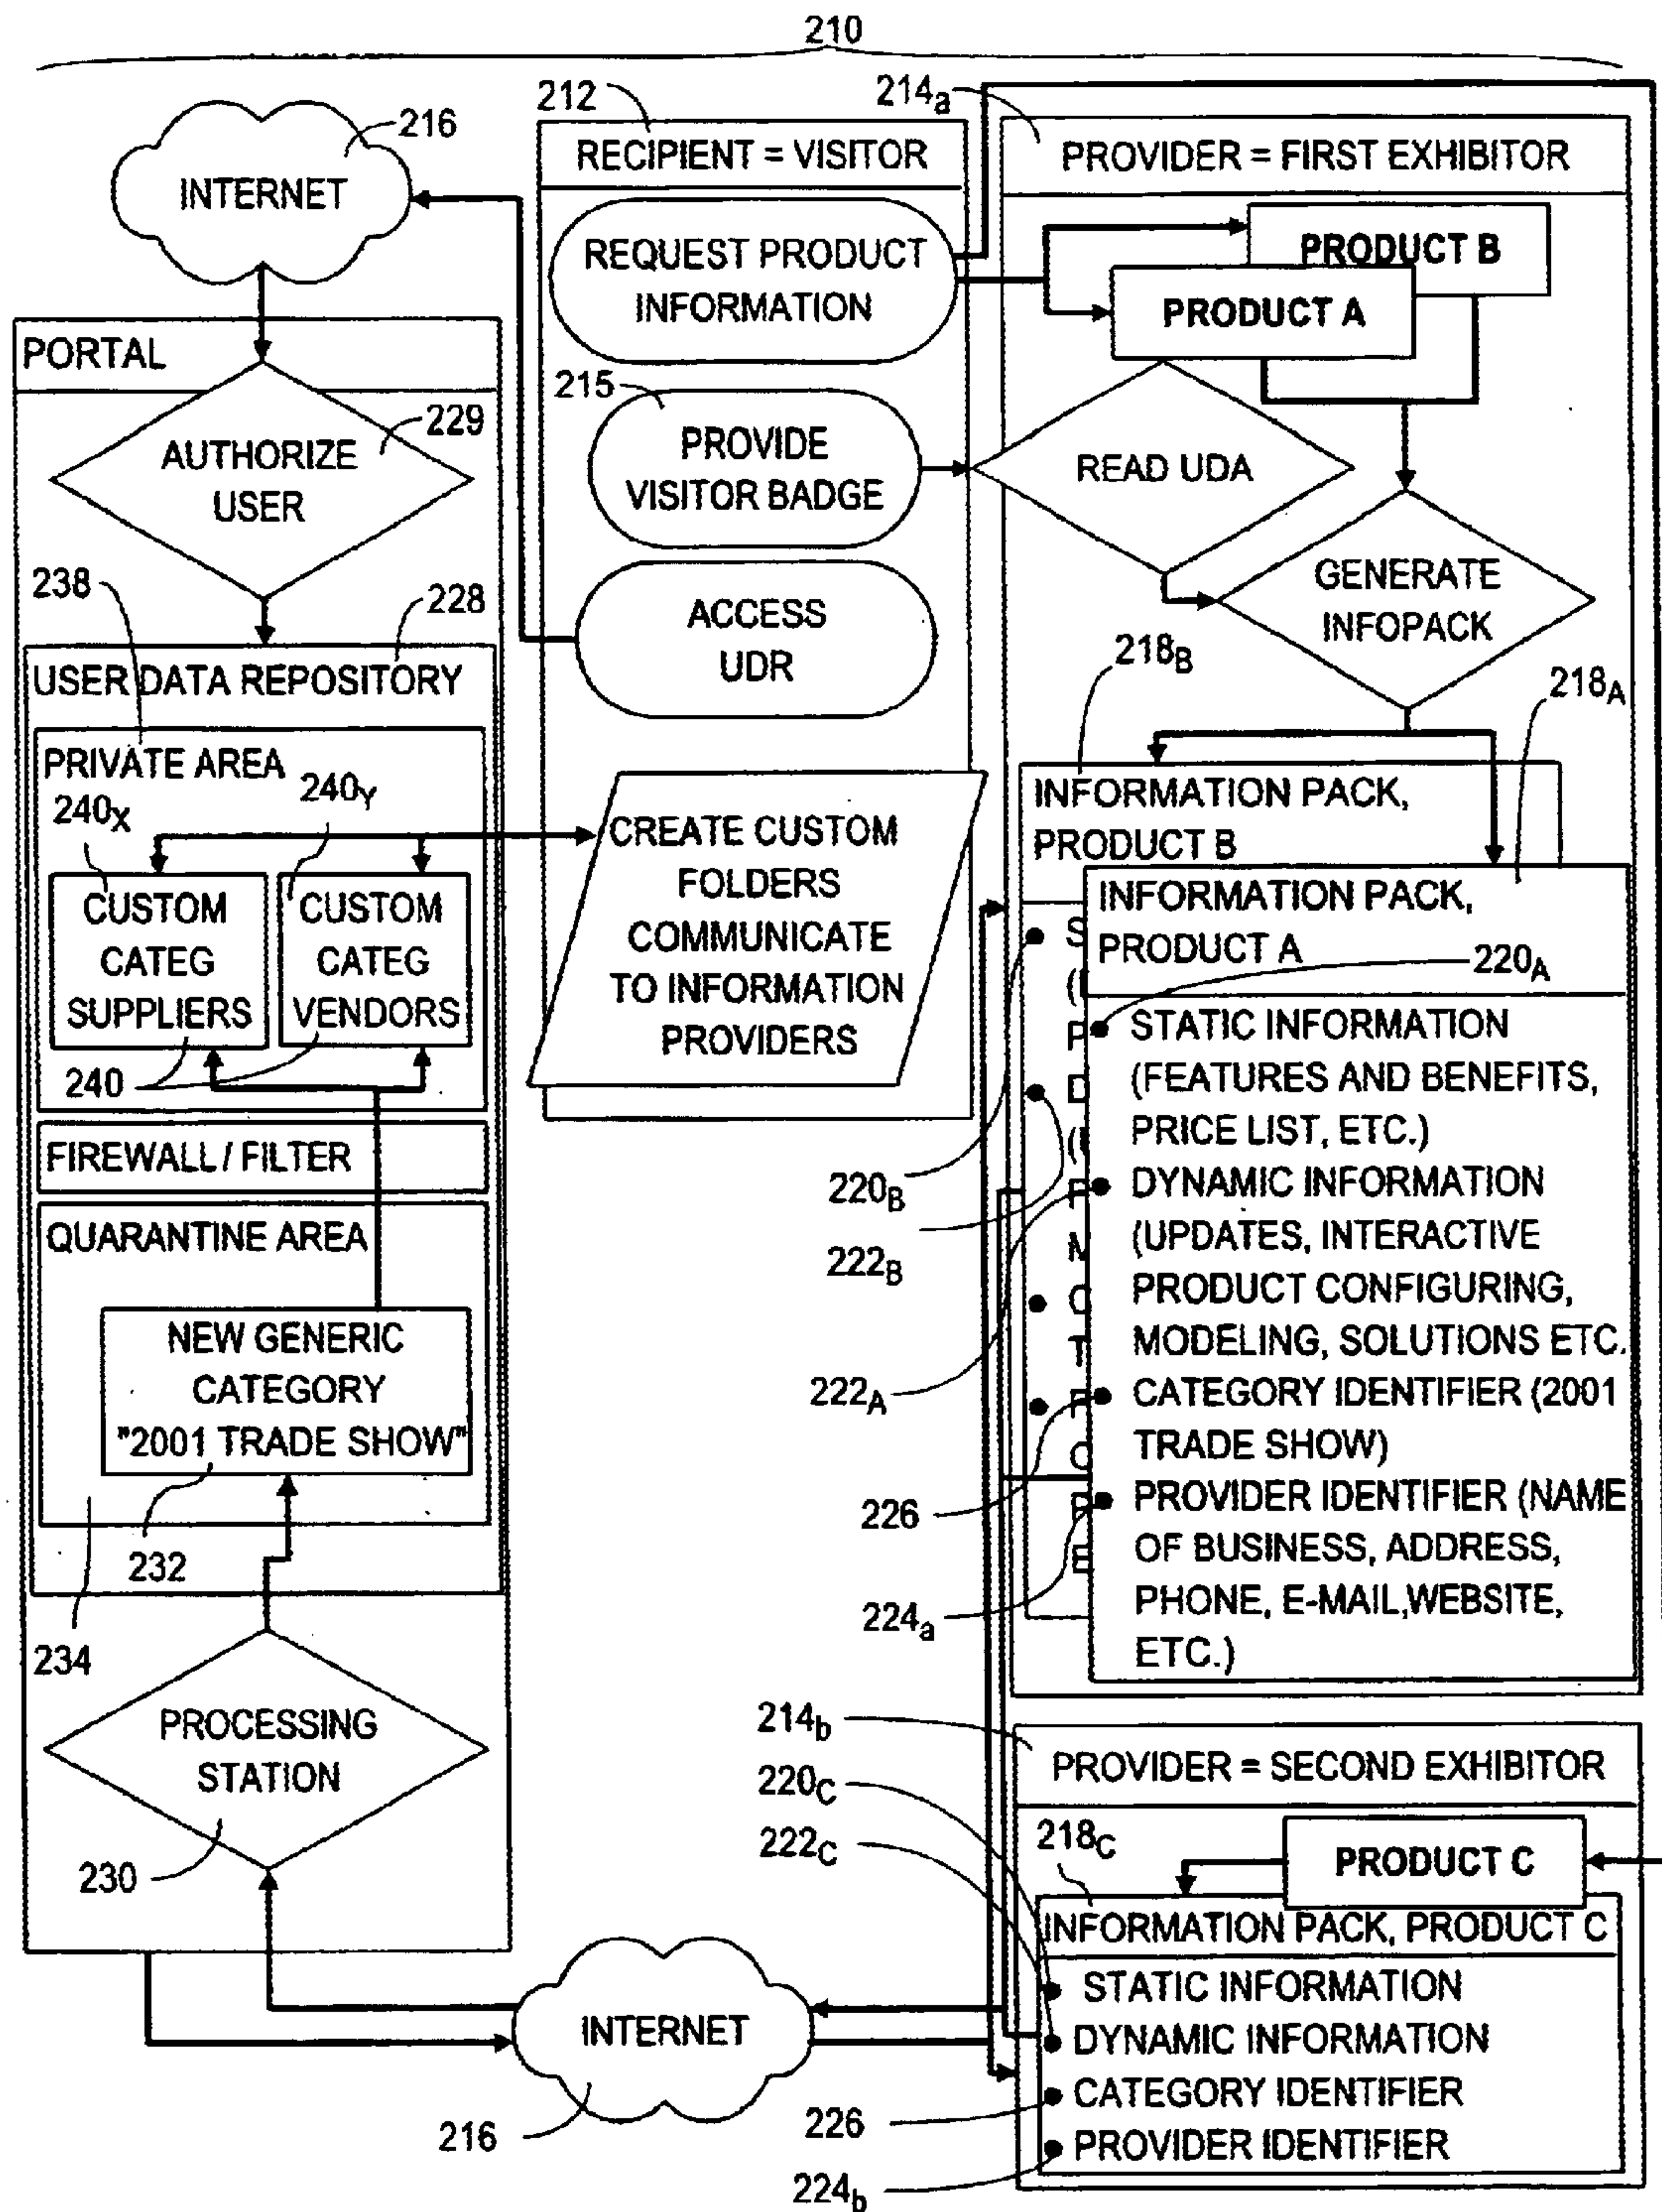 210
216
INTERNET
PORTAL
229
AUTHORIZE
USER
238
228
USER DATA REPOSITORY
PRIVATE AREA
240X
240Y
CUSTOM
CATEG
SUPPLIERS
CUSTOM
CATEG
VENDORS
240
FIREWALL / FILTER
QUARANTINE AREA
NEW GENERIC
CATEGORY
"2001 TRADE SHOW"
232
234
PROCESSING
STATION
230
212
RECIPIENT = VISITOR
REQUEST PRODUCT
INFORMATION
215
PROVIDE
VISITOR BADGE
ACCESS
UDR
CREATE CUSTOM
FOLDERS
COMMUNICATE
TO INFORMATION
PROVIDERS
214a
PROVIDER = FIRST EXHIBITOR
PRODUCT B
PRODUCT A
READ UDA
GENERATE
INFOPACK
218B
218A
INFORMATION PACK,
PRODUCT B
INFORMATION PACK,
PRODUCT A
220A
• STATIC INFORMATION
(FEATURES AND BENEFITS,
PRICE LIST, ETC.)
• DYNAMIC INFORMATION
(UPDATES, INTERACTIVE
PRODUCT CONFIGURING,
MODELING, SOLUTIONS ETC.
• CATEGORY IDENTIFIER (2001
TRADE SHOW)
• PROVIDER IDENTIFIER (NAME
OF BUSINESS, ADDRESS,
PHONE, E-MAIL,WEBSITE,
ETC.)
220B
222B
222A
226
224a
214b
PROVIDER = SECOND EXHIBITOR
220C
222C
218C
PRODUCT C
INFORMATION PACK, PRODUCT C
• STATIC INFORMATION
• DYNAMIC INFORMATION
• CATEGORY IDENTIFIER
• PROVIDER IDENTIFIER
226
224b
INTERNET
216